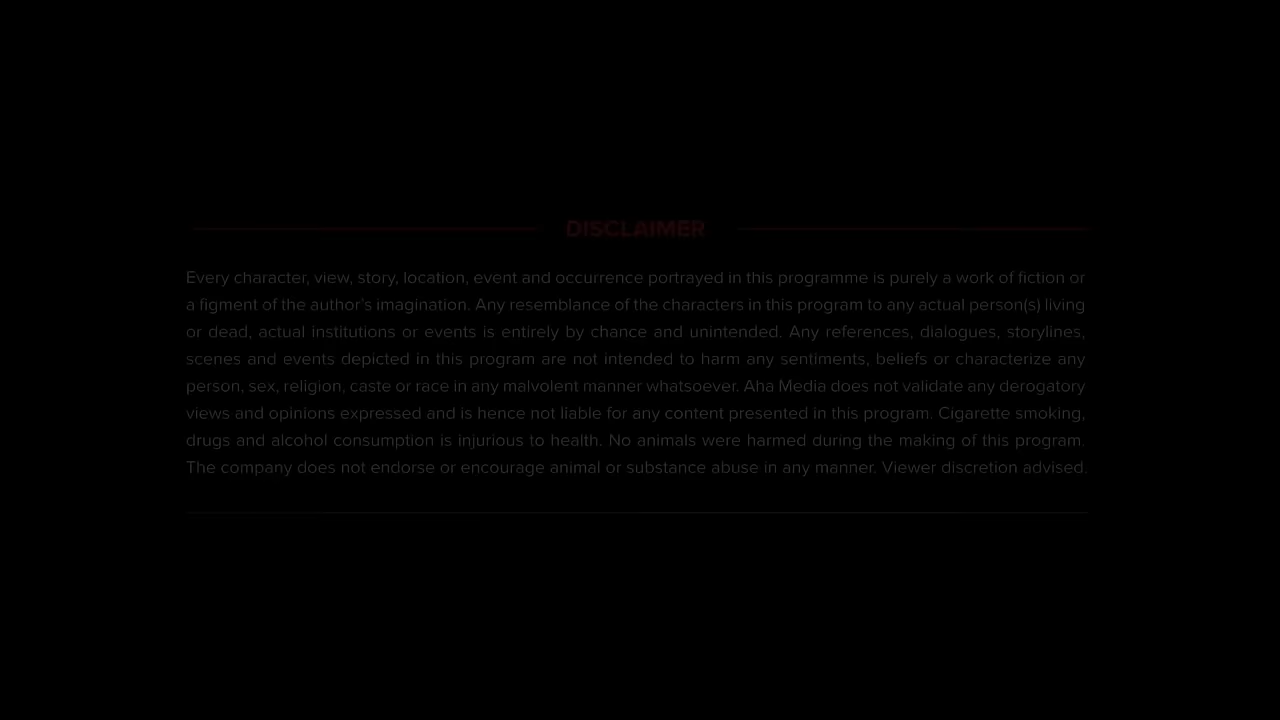 DISCLAIMER
Every character, view, story, location, event and occurrence portrayed in this programme is purely a work of fiction or
a figment of the author's imagination. Any resemblance of the characters in this program to any actual person(s) living
or dead, actual institutions or events is entirely by chance and unintended. Any references, dialogues, storylines,
scenes and events depicted in this program are not intended to harm any sentiments, beliefs or characterize any
person, sex, religion, caste or race in any malvolent manner whatsoever. Aha Media does not validate any derogatory
views and opinions expressed and is hence not liable for any content presented in this program. Cigarette smoking,
drugs and alcohol consumption is injurious to health. No animals were harmed during the making of this program.
The company does not endorse or encourage animal or substance abuse in any manner. Viewer discretion advised.